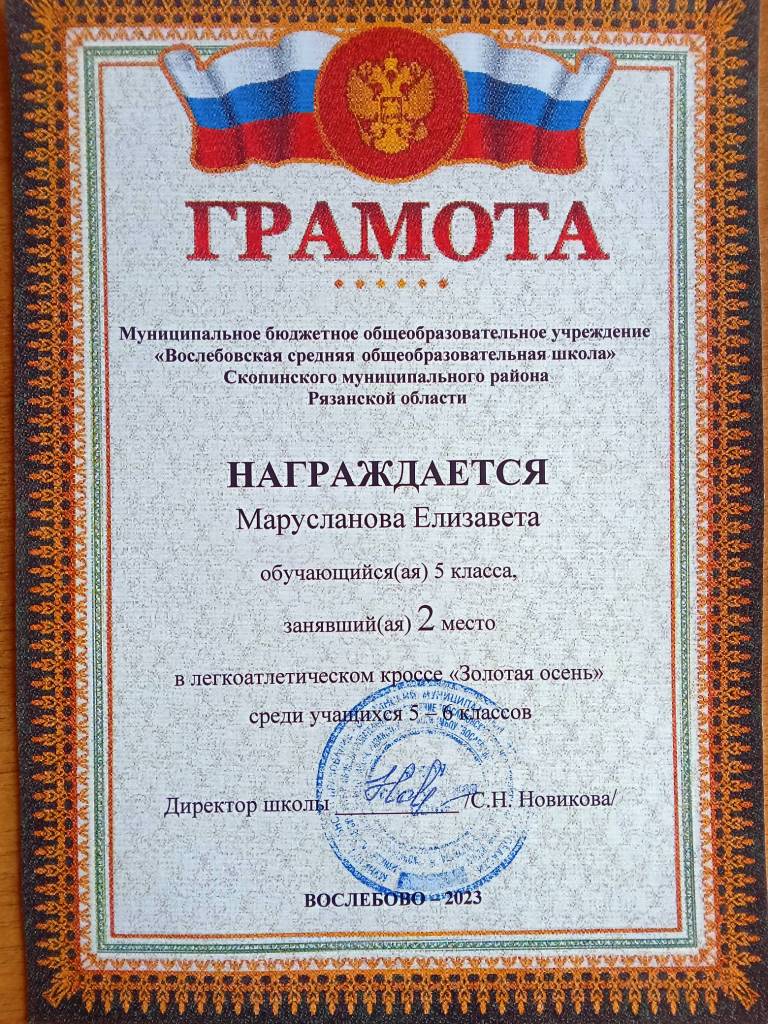 ГРАМОТА
Муниципальное бюджетное общеобразовательное учреждение
«Вослебовская средняя общеобразовательная школа»
Скопинского муниципального района
Рязанской области
НАГРАЖДАЕТСЯ
Марусланова Елизавета
обучающийся(ая) 5 класса,
занявший(ая) 2 место
в легкоатлетическом кроссе «Золотая осень»
среди учащихся 5 – 6 классов
Директор школы ____________ /С.Н. Новикова/
ВОСЛЕБОВО – 2023